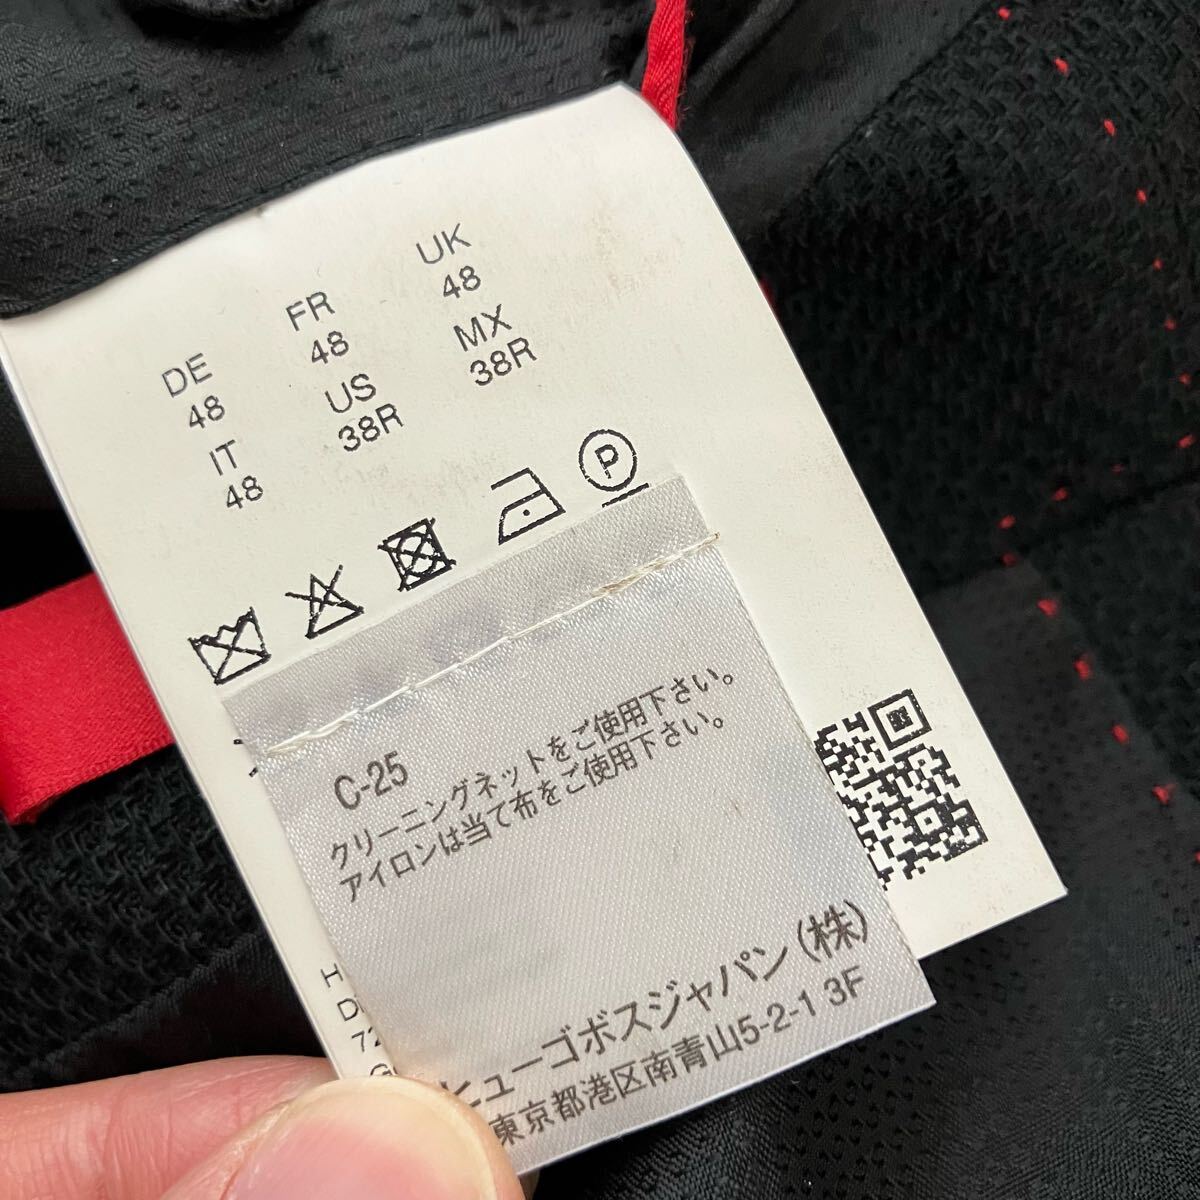 DE
48
FR
48
UK
48
IT
48
US
38R
MX
38R
P
C-25
クリーニングネットをご使用下さい。
アイロンは当て布をご使用下さい。
H
D
72
G
ヒューゴボスジャパン(株)
東京都港区南青山5-2-1 3F